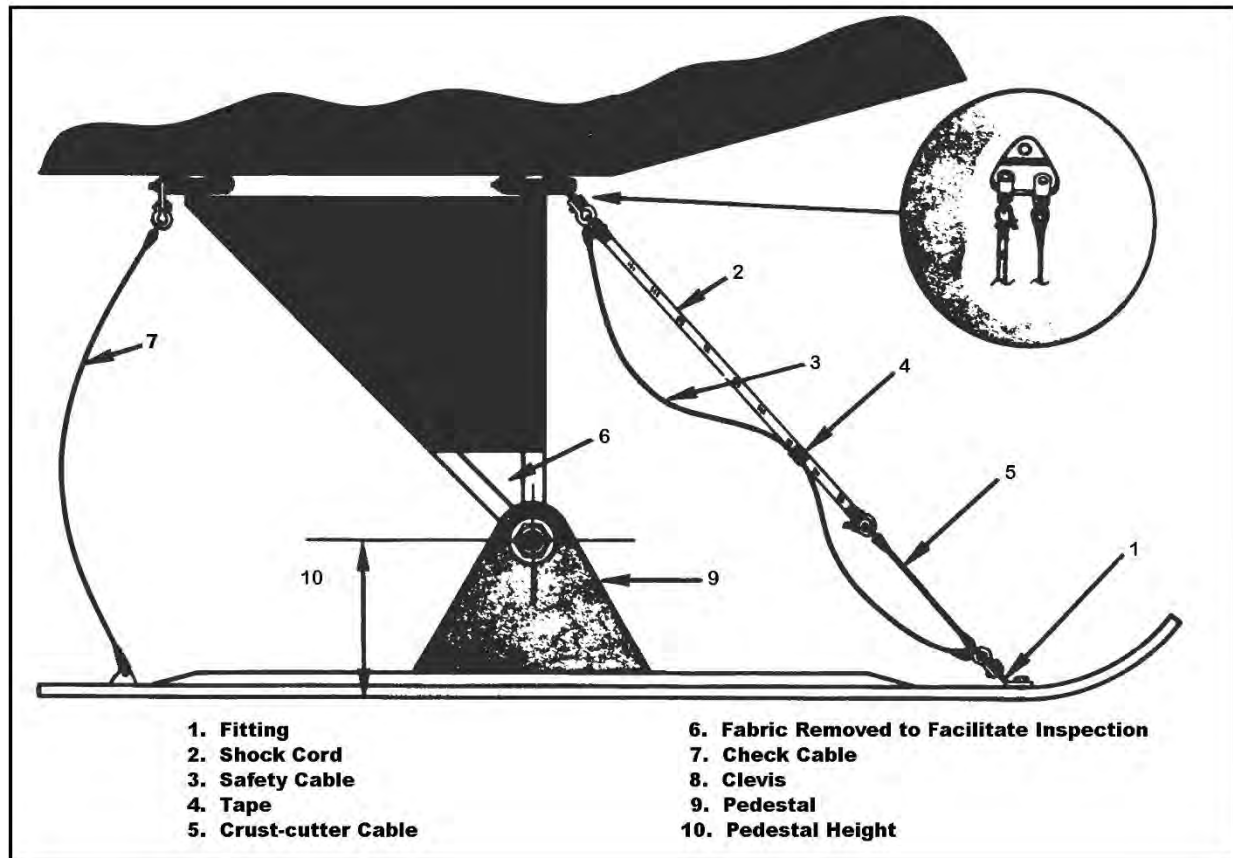 2
7
3
4
6
5
10
9
1
1. Fitting
2. Shock Cord
3. Safety Cable
4. Tape
5. Crust-cutter Cable
6. Fabric Removed to Facilitate Inspection
7. Check Cable
8. Clevis
9. Pedestal
10. Pedestal Height